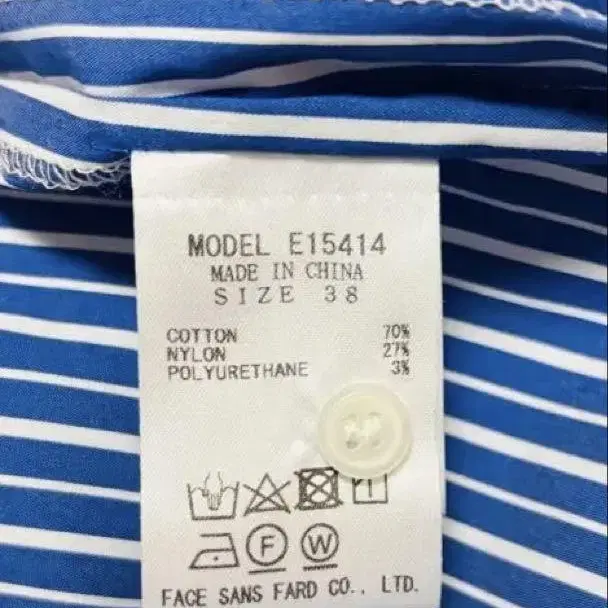 MODEL E15414
MADE IN CHINA
SIZE 38
COTTON 70%
NYLON 27%
POLYURETHANE 3%
F W
FACE SANS FARD CO., LTD.